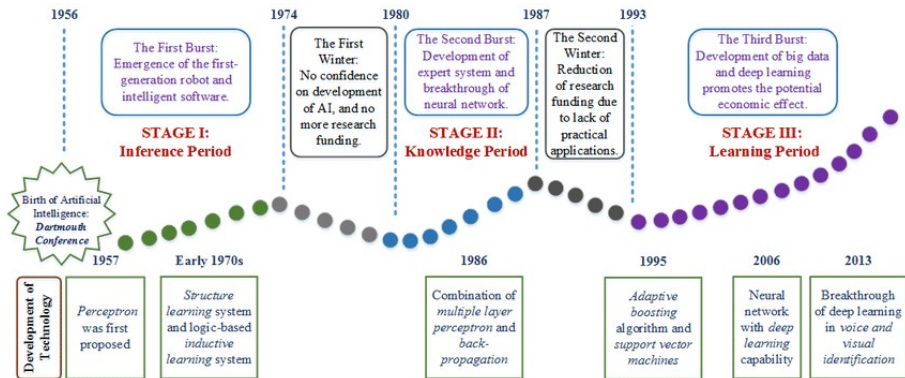 1956
1974
1980
1987
1993
The First Burst:
Emergence of the first-
generation robot and
intelligent software.
The First
Winter:
No confidence
on
development
of AI, and no
more research
funding.
The Second Burst:
Development of
expert system and
breakthrough of
neural network.
The Second
Winter:
Reduction of
research
funding due
to lack of
practical
applications.
The Third Burst:
Development of big data
and deep learning
promotes the potential
economic effect.
STAGE I:
Inference Period
STAGE II:
Knowledge Period
STAGE III:
Learning Period
Birth of Artificial
Intelligence:
Dartmouth
Conference
Development of
Technology
1957
Perceptron
was first
proposed
Early 1970s
Structure
learning system
and logic-based
inductive
learning system
1986
Combination of
multiple layer
perceptron and
back-
propagation
1995
Adaptive
boosting
algorithm and
support vector
machines
2006
Neural
network
with deep
learning
capability
2013
Breakthrough
of deep learning
in voice and
visual
identification